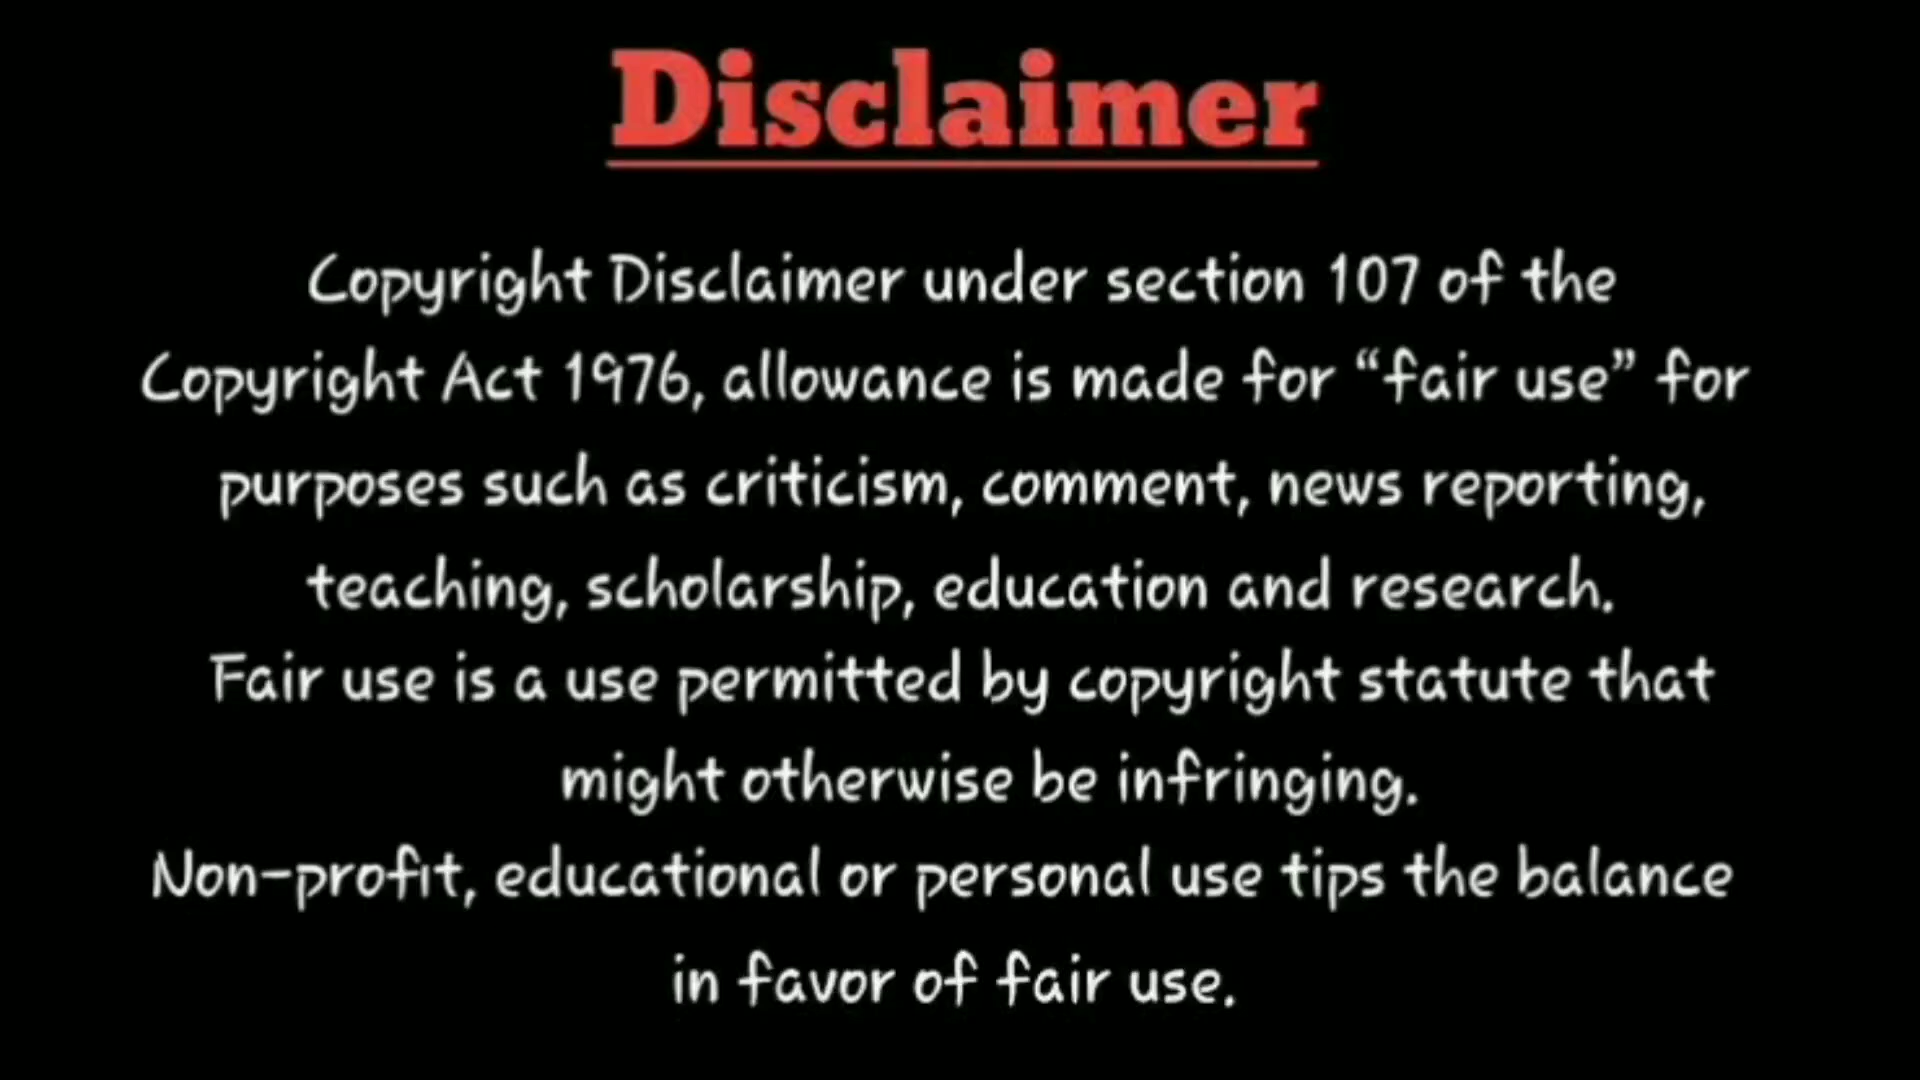 Disclaimer
Copyright Disclaimer under section 107 of the
Copyright Act 1976, allowance is made for “fair use” for
purposes such as criticism, comment, news reporting,
teaching, scholarship, education and research.
Fair use is a use permitted by copyright statute that
might otherwise be infringing.
Non-profit, educational or personal use tips the balance
in favor of fair use.